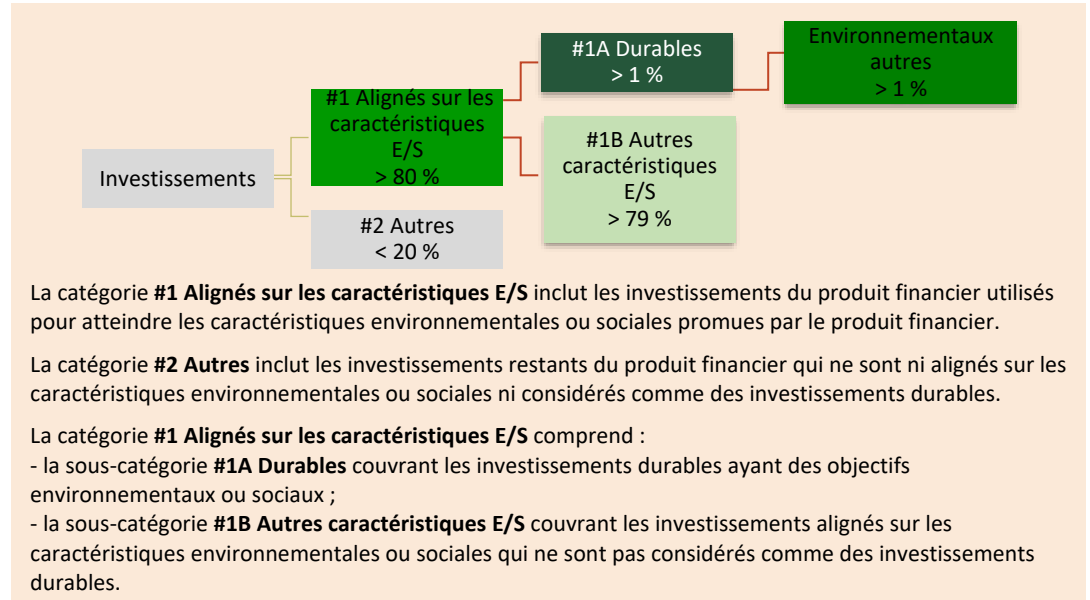 Investissements
#1 Alignés sur les
caractéristiques
E/S
> 80 %
#2 Autres
< 20 %
#1A Durables
> 1 %
#1B Autres
caractéristiques
E/S
> 79 %
Environnementaux
autres
> 1 %
La catégorie #1 Alignés sur les caractéristiques E/S inclut les investissements du produit financier utilisés
pour atteindre les caractéristiques environnementales ou sociales promues par le produit financier.
La catégorie #2 Autres inclut les investissements restants du produit financier qui ne sont ni alignés sur les
caractéristiques environnementales ou sociales ni considérés comme des investissements durables.
La catégorie #1 Alignés sur les caractéristiques E/S comprend :
- la sous-catégorie #1A Durables couvrant les investissements durables ayant des objectifs
environnementaux ou sociaux ;
- la sous-catégorie #1B Autres caractéristiques E/S couvrant les investissements alignés sur les
caractéristiques environnementales ou sociales qui ne sont pas considérés comme des investissements
durables.